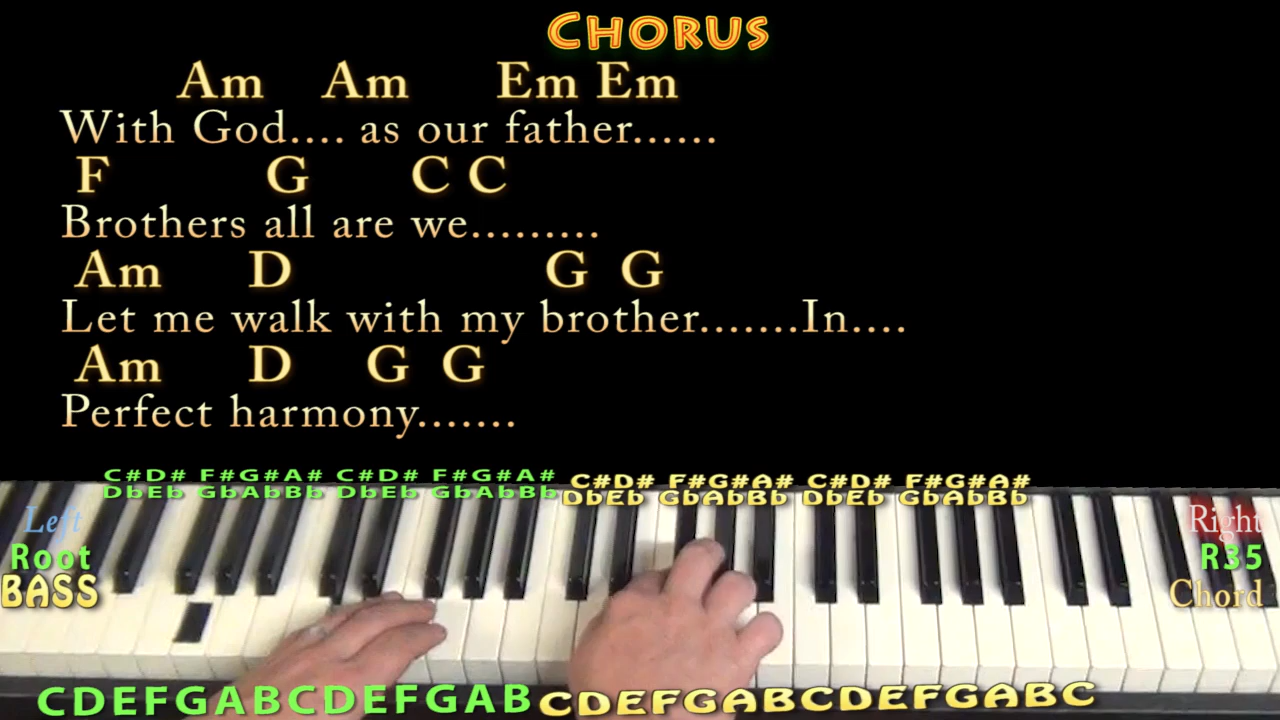 CHORUS
Am Am Em Em
With God.... as our father......
F G C C
Brothers all are we.........
Am D G G
Let me walk with my brother.......In....
Am D G G
Perfect harmony.......
C#D# F#G#A# C#D# F#G#A# C#D# F#G#A# C#D# F#G#A#
DbEb GbAbBb DbEb GbAbBb DbEb GbAbBb DbEb GbAbBb
Left
Root
BASS
Right
R35
Chord
CDEFGABCDEFGAB CDEFGABCDEFGABC